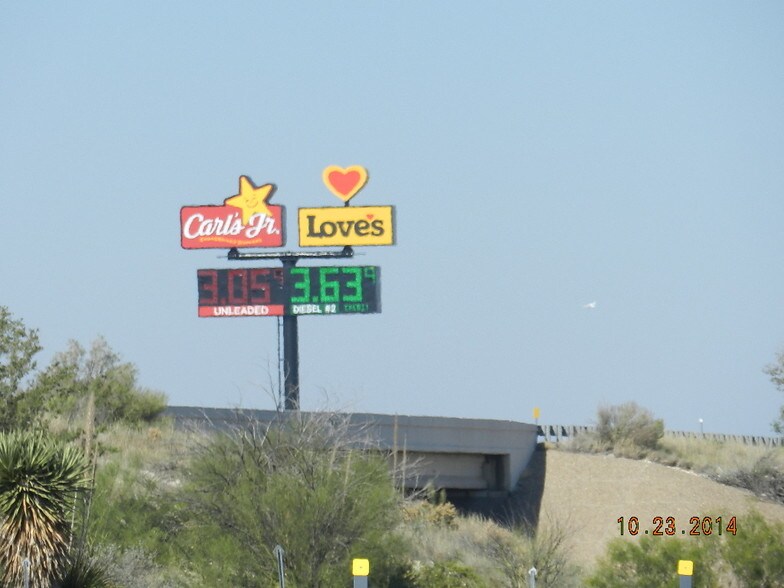 Carl's Jr.
Love's
3.05⁹ 3.63⁹
UNLEADED DIESEL #2
10.23.2014